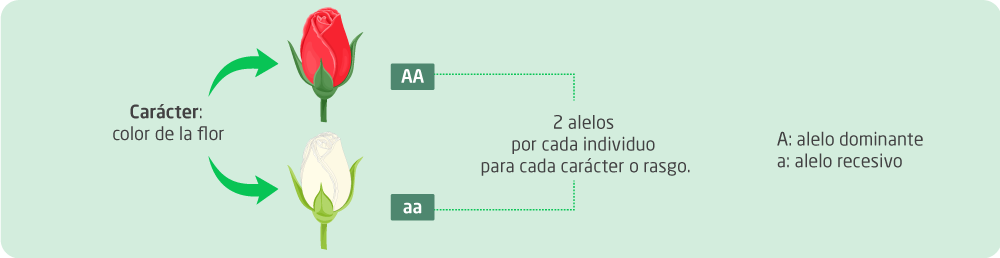 Carácter:
color de la flor
AA
aa
2 alelos
por cada individuo
para cada carácter o rasgo.
A: alelo dominante
a: alelo recesivo